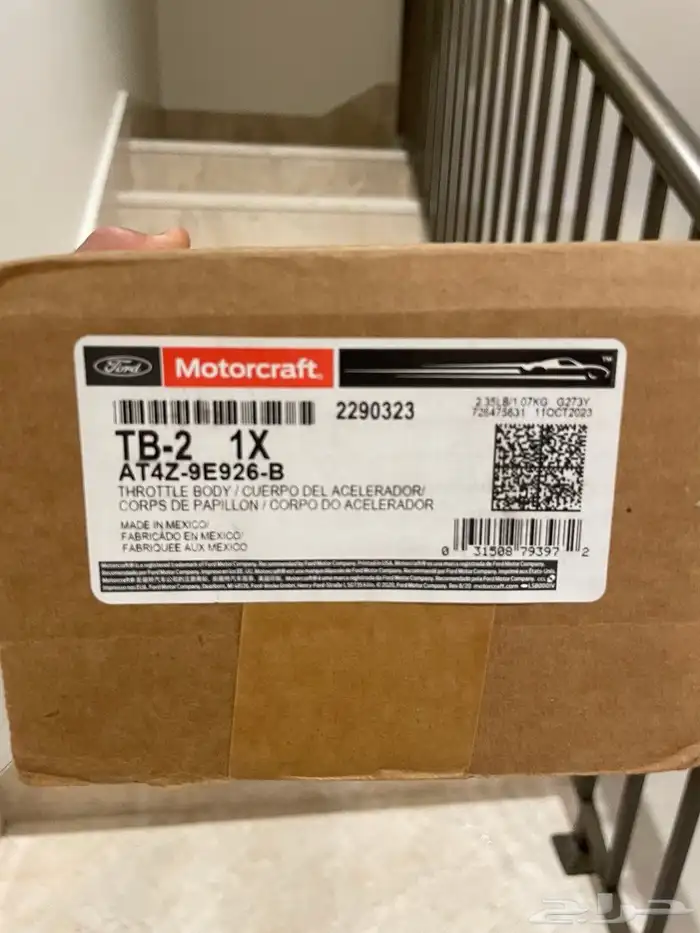 Ford
Motorcraft®
™
2290323
2.35LB/1.07KG G273Y
726475631 11OCT2023
TB-2 1X
AT4Z-9E926-B
THROTTLE BODY / CUERPO DEL ACELERADOR/
CORPS DE PAPILLON / CORPO DO ACELERADOR
MADE IN MEXICO/
FABRICADO EN MEXICO/
FABRIQUEE AUX MEXICO
0 31508 79397 2
حراج